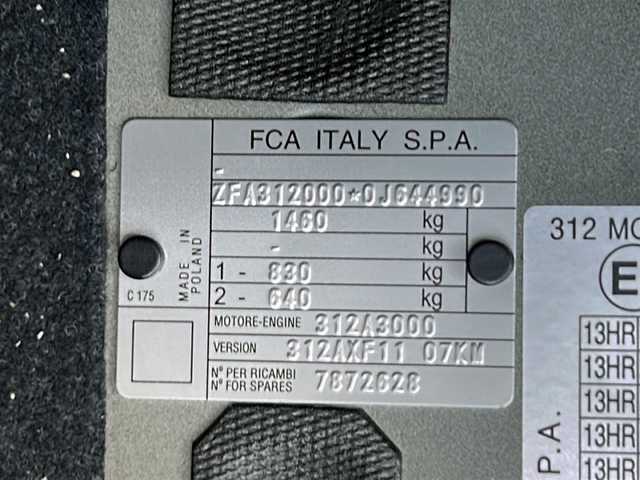 FCA ITALY S.P.A.
-
ZFA312000*0J644990
1460 kg
- kg
1 - 830 kg
2 - 640 kg
MADE IN
POLAND
C 175
MOTORE-ENGINE 312A3000
VERSION 312AXF11 07KM
N° PER RICAMBI
N° FOR SPARES 7872628
312 MO
E
13HR
13HR
13HR
13HR
13HR
P.A.